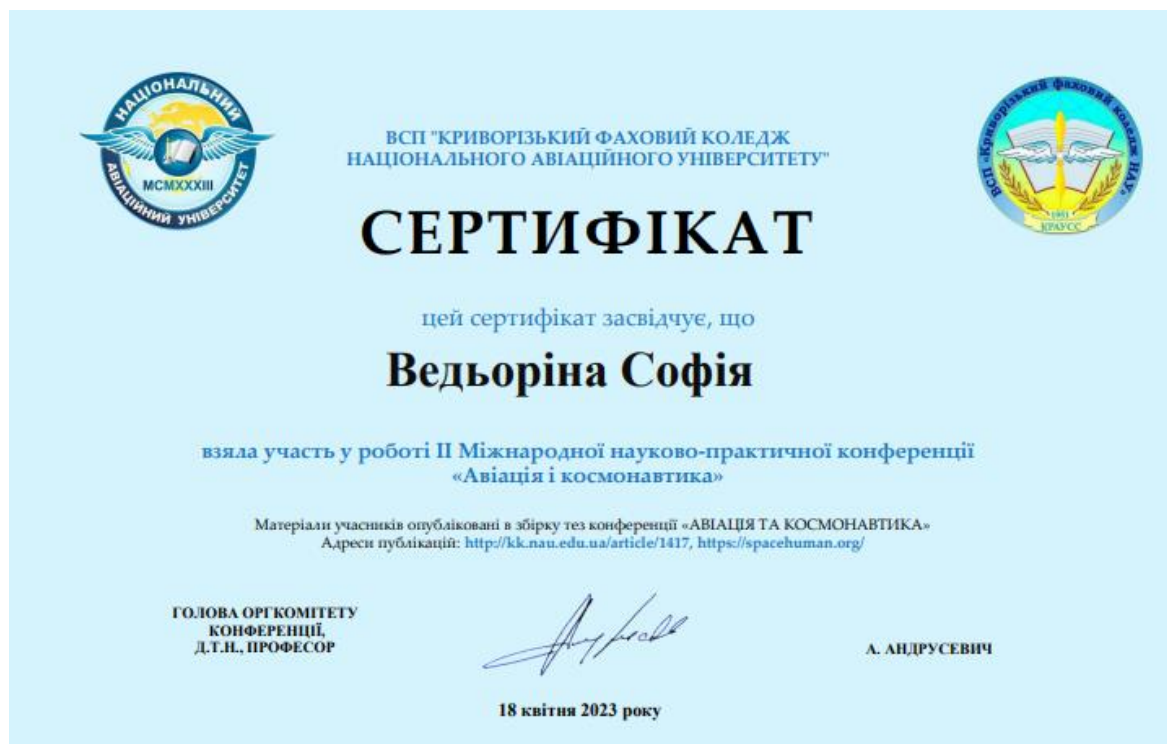 НАЦІОНАЛЬНИЙ
АВІАЦІЙНИЙ УНІВЕРСИТЕТ
MCMXXXIII
ВСП "КРИВОРІЗЬКИЙ ФАХОВИЙ КОЛЕДЖ
НАЦІОНАЛЬНОГО АВІАЦІЙНОГО УНІВЕРСИТЕТУ"
ВСП «Криворізький фаховий коледж НАУ»
1951
КРАУСС
СЕРТИФІКАТ
цей сертифікат засвідчує, що
Ведьоріна Софія
взяла участь у роботі ІІ Міжнародної науково-практичної конференції
«Авіація і космонавтика»
Матеріали учасників опубліковані в збірку тез конференції «АВІАЦІЯ ТА КОСМОНАВТИКА»
Адреси публікацій: http://kk.nau.edu.ua/article/1417, https://spacehuman.org/
ГОЛОВА ОРГКОМІТЕТУ
КОНФЕРЕНЦІЇ,
Д.Т.Н., ПРОФЕСОР
А. АНДРУСЕВИЧ
18 квітня 2023 року